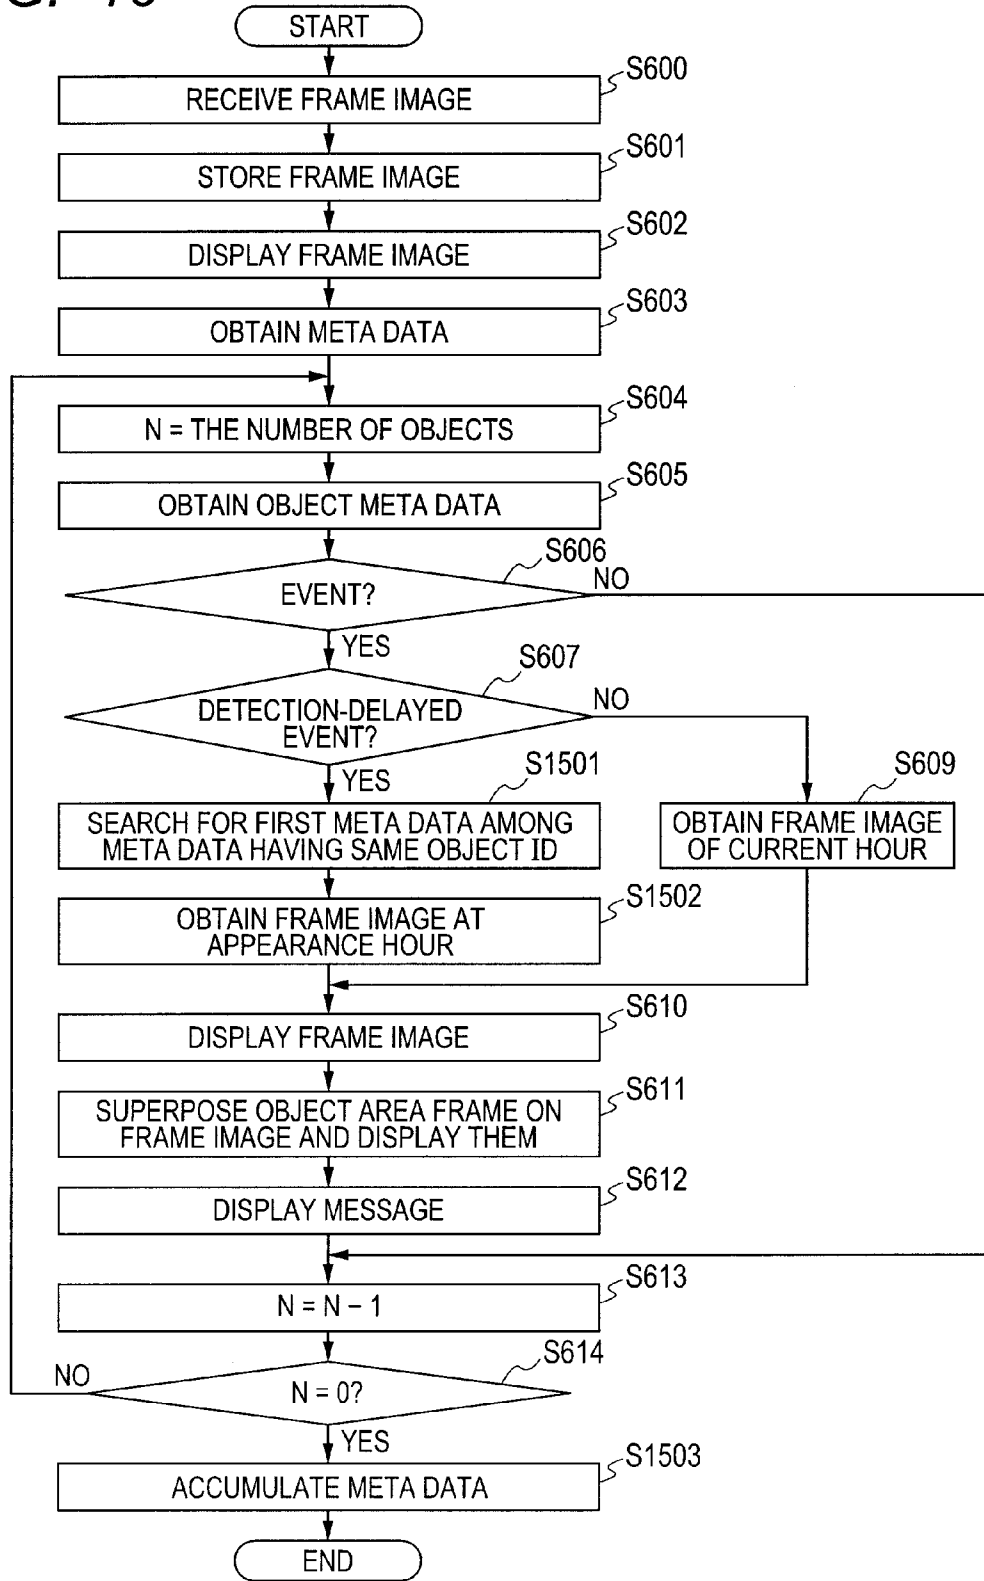 START
S600
RECEIVE FRAME IMAGE
S601
STORE FRAME IMAGE
S602
DISPLAY FRAME IMAGE
S603
OBTAIN META DATA
S604
N = THE NUMBER OF OBJECTS
S605
OBTAIN OBJECT META DATA
S606
EVENT?
NO
YES
S607
DETECTION-DELAYED
EVENT?
NO
YES
S1501
SEARCH FOR FIRST META DATA AMONG
META DATA HAVING SAME OBJECT ID
S609
OBTAIN FRAME IMAGE
OF CURRENT HOUR
S1502
OBTAIN FRAME IMAGE AT
APPEARANCE HOUR
S610
DISPLAY FRAME IMAGE
S611
SUPERPOSE OBJECT AREA FRAME ON
FRAME IMAGE AND DISPLAY THEM
S612
DISPLAY MESSAGE
S613
N = N – 1
S614
N = 0?
NO
YES
S1503
ACCUMULATE META DATA
END